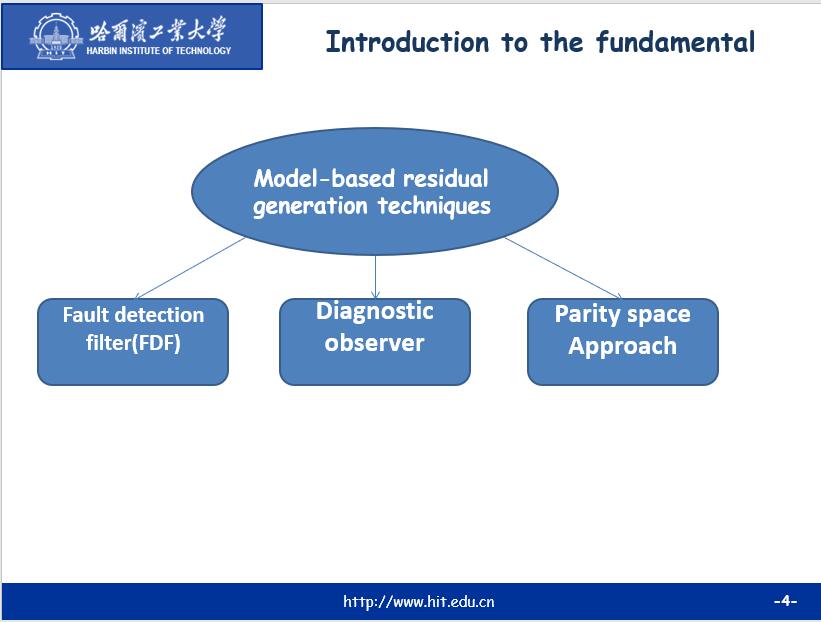 哈爾濱工業大學
HARBIN INSTITUTE OF TECHNOLOGY
HIT
Introduction to the fundamental
Model-based residual
generation techniques
Fault detection
filter(FDF)
Diagnostic
observer
Parity space
Approach
http://www.hit.edu.cn
-4-